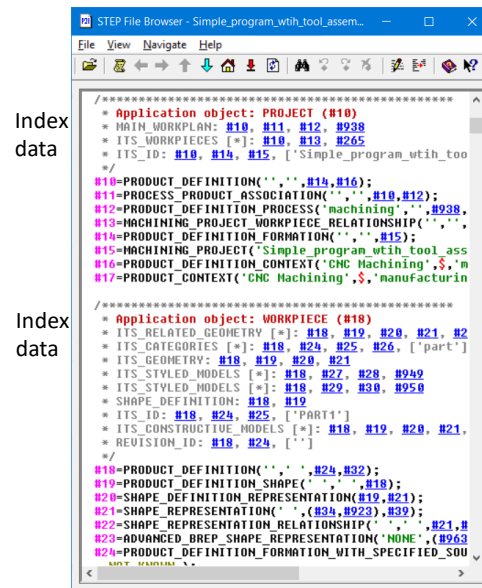 STEP File Browser - Simple_program_wtih_tool_assem...
File View Navigate Help
Index
data
/************************************************
* Application object: PROJECT (#10)
* MAIN_WORKPLAN: #10, #11, #12, #938
* ITS_WORKPIECES [*]: #10, #13, #265
* ITS_ID: #10, #14, #15, ['Simple_program_wtih_too
*/
#10=PRODUCT_DEFINITION('','',#14,#16);
#11=PROCESS_PRODUCT_ASSOCIATION('','',#10,#12);
#12=PRODUCT_DEFINITION_PROCESS('machining','',#938,
#13=MACHINING_PROJECT_WORKPIECE_RELATIONSHIP('','',
#14=PRODUCT_DEFINITION_FORMATION('','',#15);
#15=MACHINING_PROJECT('Simple_program_wtih_tool_ass
#16=PRODUCT_DEFINITION_CONTEXT('CNC Machining',$,'m
#17=PRODUCT_CONTEXT('CNC Machining',$,'manufacturin
Index
data
/************************************************
* Application object: WORKPIECE (#18)
* ITS_RELATED_GEOMETRY [*]: #18, #19, #20, #21, #2
* ITS_CATEGORIES [*]: #18, #24, #25, #26, ['part']
* ITS_GEOMETRY: #18, #19, #20, #21
* ITS_STYLED_MODELS [*]: #18, #27, #28, #949
* ITS_STYLED_MODELS [*]: #18, #29, #30, #950
* SHAPE_DEFINITION: #18, #19
* ITS_ID: #18, #24, #25, ['PART1']
* ITS_CONSTRUCTIVE_MODELS [*]: #18, #19, #20, #21,
* REVISION_ID: #18, #24, ['']
*/
#18=PRODUCT_DEFINITION('',' ',#24,#32);
#19=PRODUCT_DEFINITION_SHAPE(' ',' ',#18);
#20=SHAPE_DEFINITION_REPRESENTATION(#19,#21);
#21=SHAPE_REPRESENTATION(' ',(#34,#923),#39);
#22=SHAPE_REPRESENTATION_RELATIONSHIP(' ',' ',#21,#
#23=ADVANCED_BREP_SHAPE_REPRESENTATION('NONE',(#963
#24=PRODUCT_DEFINITION_FORMATION_WITH_SPECIFIED_SOU